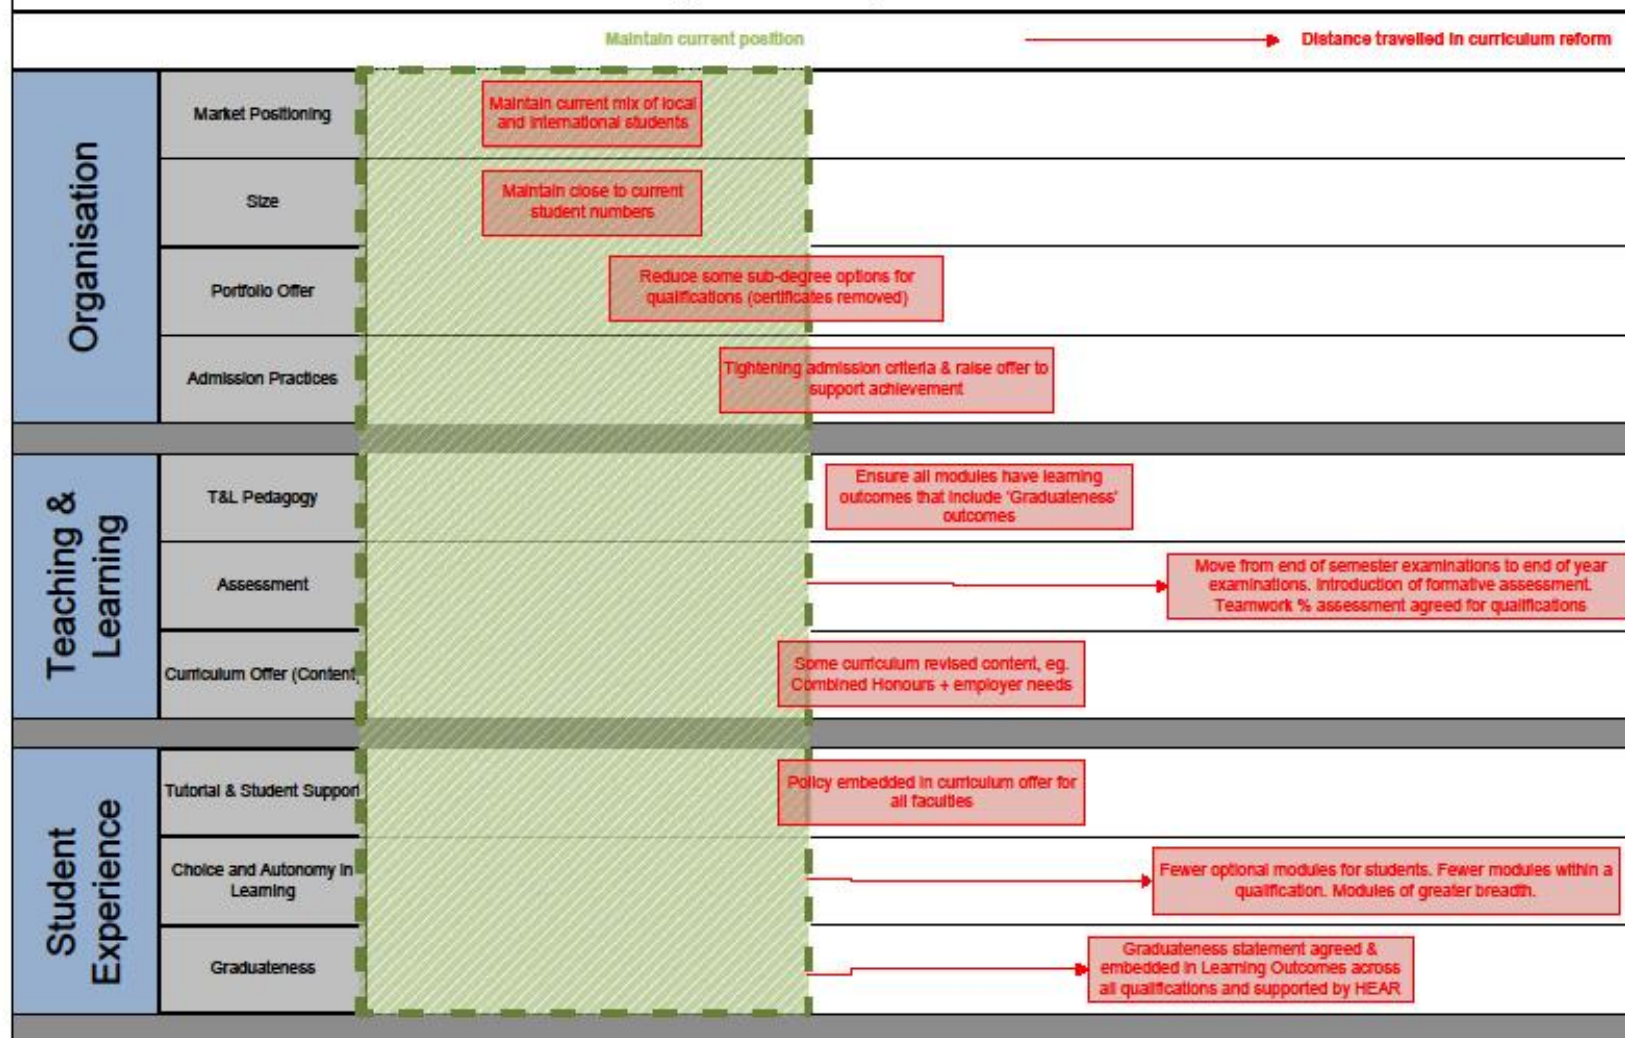 Maintain current position
Distance travelled in curriculum reform
Organisation
Market Positioning
Maintain current mix of local
and international students
Size
Maintain close to current
student numbers
Portfolio Offer
Reduce some sub-degree options for
qualifications (certificates removed)
Admission Practices
Tightening admission criteria & raise offer to
support achievement
Teaching &
Learning
T&L Pedagogy
Ensure all modules have learning
outcomes that include 'Graduateness'
outcomes
Assessment
Move from end of semester examinations to end of year
examinations. Introduction of formative assessment.
Teamwork % assessment agreed for qualifications
Curriculum Offer (Content
Some curriculum revised content, eg.
Combined Honours + employer needs
Student
Experience
Tutorial & Student Support
Policy embedded in curriculum offer for
all faculties
Choice and Autonomy in
Learning
Fewer optional modules for students. Fewer modules within a
qualification. Modules of greater breadth.
Graduateness
Graduateness statement agreed &
embedded in Learning Outcomes across
all qualifications and supported by HEAR